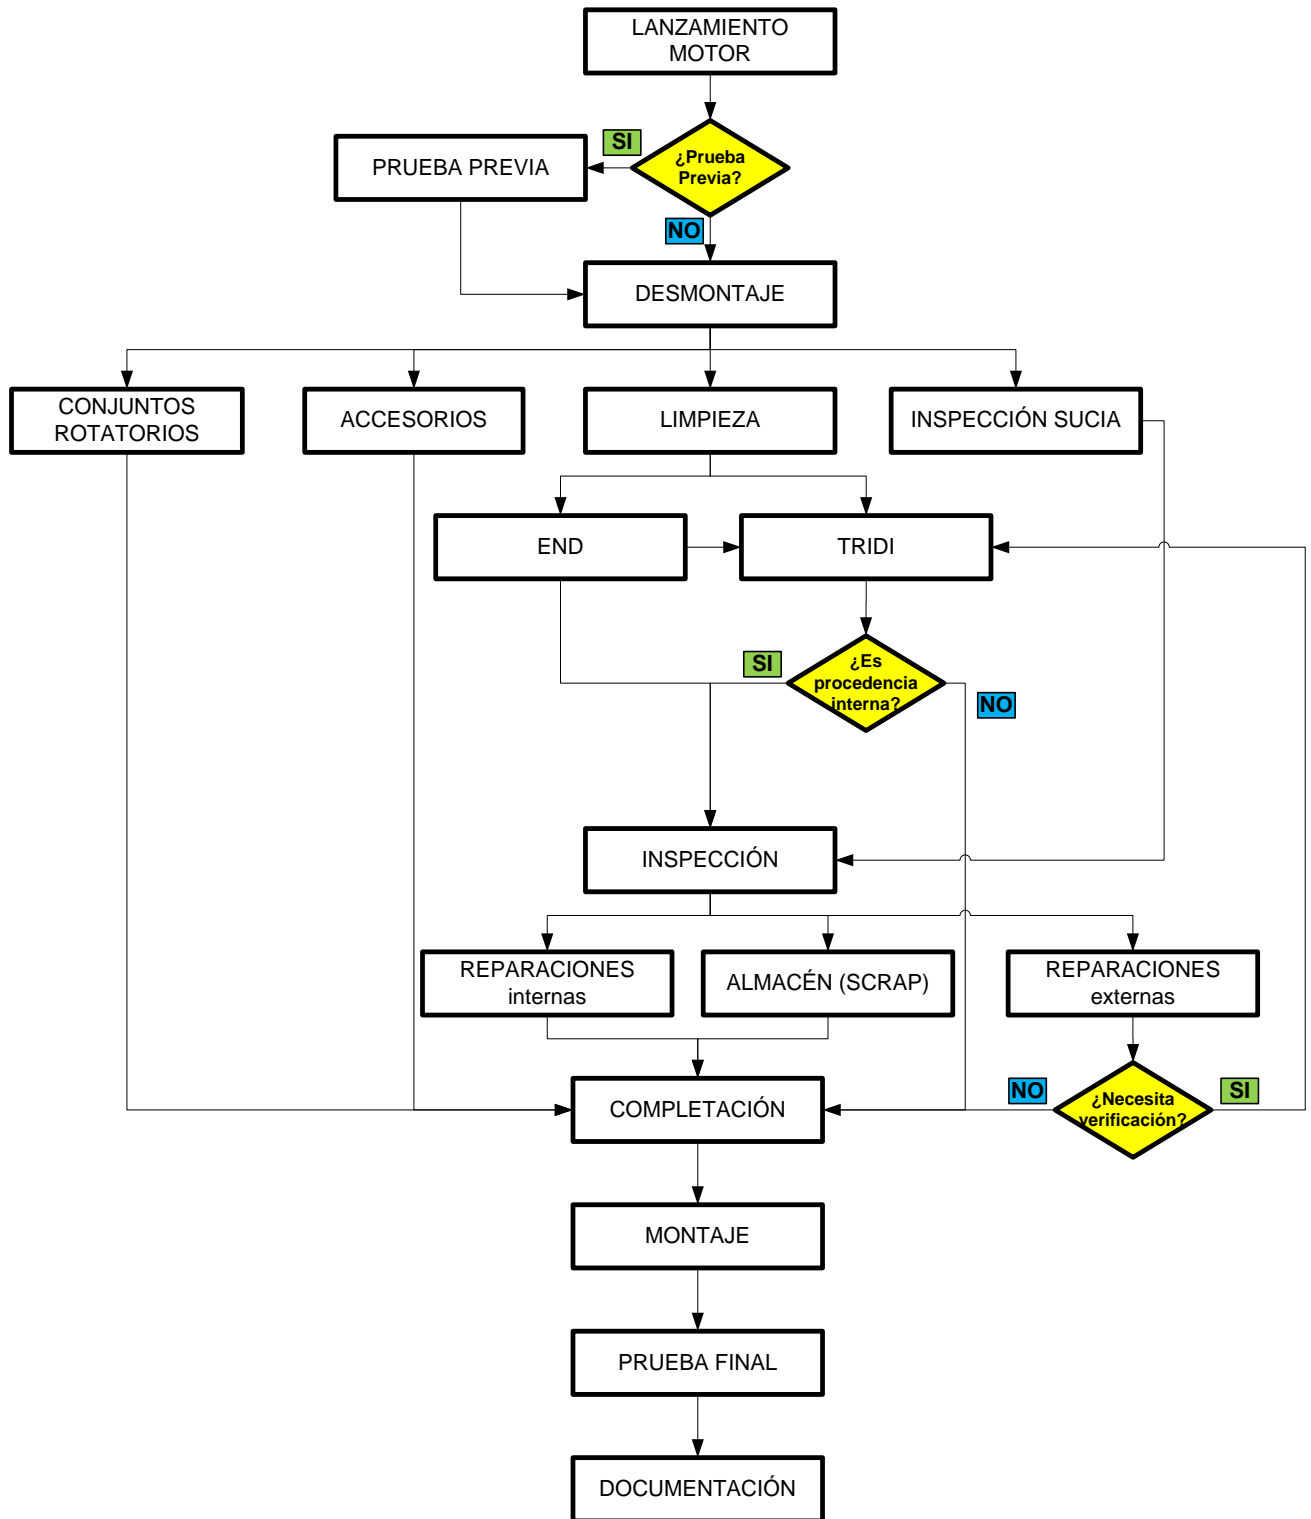 LANZAMIENTO
MOTOR
SI
¿Prueba
Previa?
PRUEBA PREVIA
NO
DESMONTAJE
CONJUNTOS
ROTATORIOS
ACCESORIOS
LIMPIEZA
INSPECCIÓN SUCIA
END
TRIDI
SI
¿Es
procedencia
interna?
NO
INSPECCIÓN
REPARACIONES
internas
ALMACÉN (SCRAP)
REPARACIONES
externas
COMPLETACIÓN
NO
¿Necesita
verificación?
SI
MONTAJE
PRUEBA FINAL
DOCUMENTACIÓN